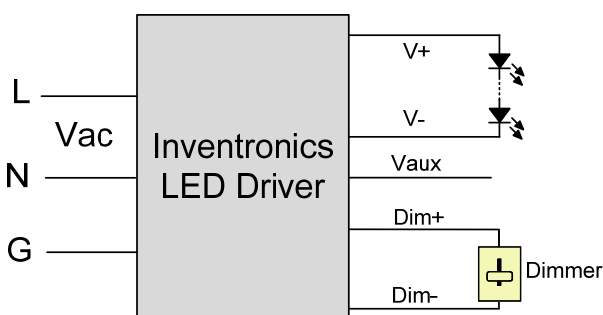 L
Vac
N
G
Inventronics
LED Driver
V+
V-
Vaux
Dim+
Dim-
Dimmer